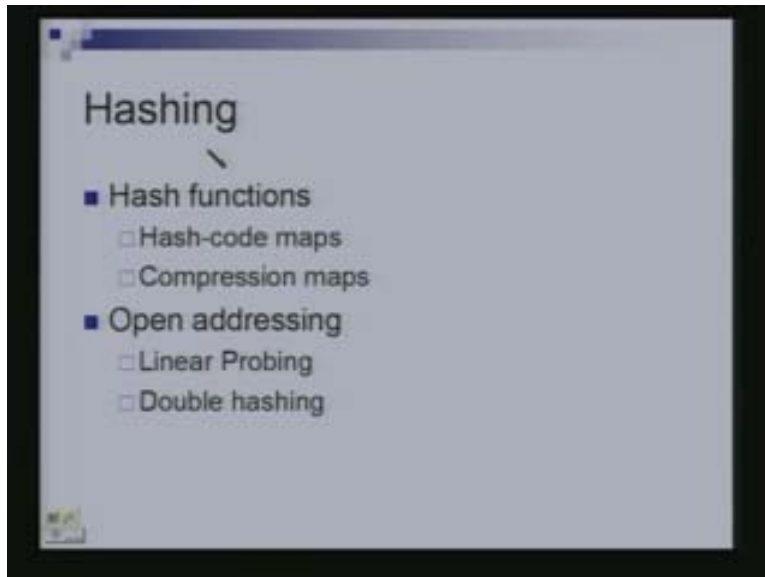 Hashing
Hash functions
Hash-code maps
Compression maps
Open addressing
Linear Probing
Double hashing